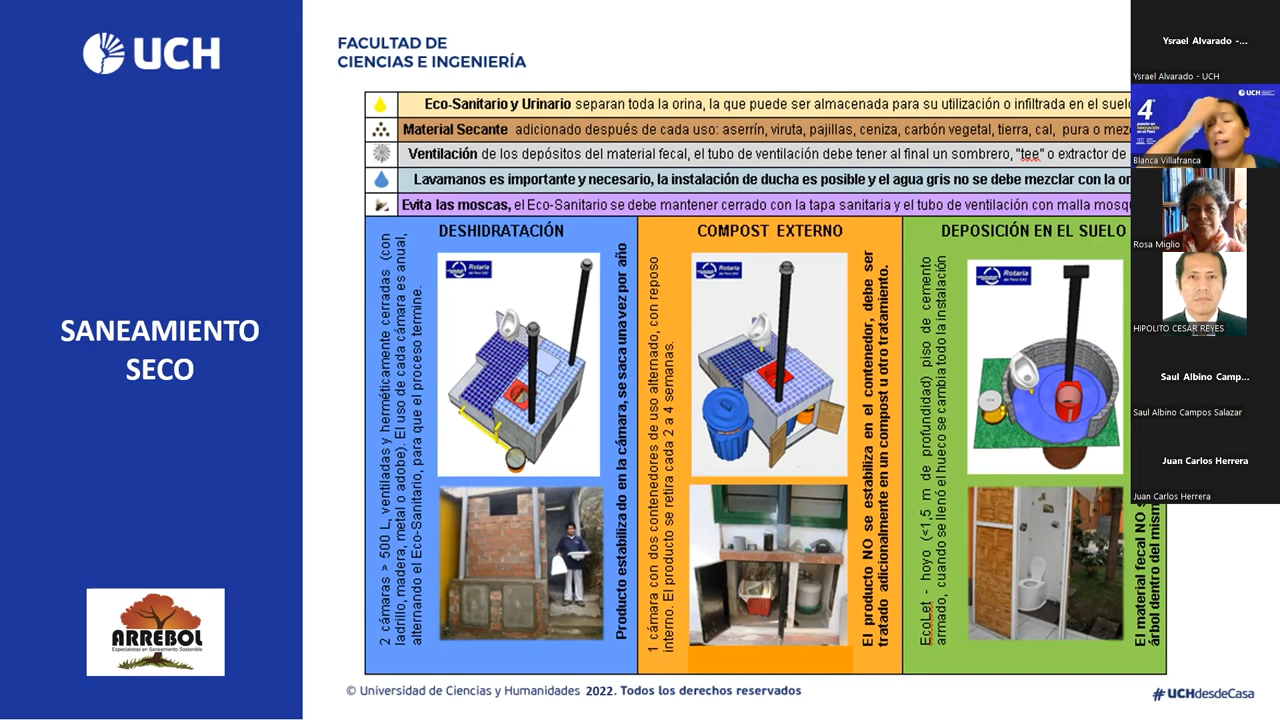 UCH
FACULTAD DE
CIENCIAS E INGENIERÍA
SANEAMIENTO
SECO
ARREBOL
Especialistas en Saneamiento Sostenible
Eco-Sanitario y Urinario separan toda la orina, la que puede ser almacenada para su utilización o infiltrada en el suelo
Material Secante adicionado después de cada uso: aserrín, viruta, pajillas, ceniza, carbón vegetal, tierra, cal, pura o mez
Ventilación de los depósitos del material fecal, el tubo de ventilación debe tener al final un sombrero, "tee" o extractor de
Lavamanos es importante y necesario, la instalación de ducha es posible y el agua gris no se debe mezclar con la or
Evita las moscas, el Eco-Sanitario se debe mantener cerrado con la tapa sanitaria y el tubo de ventilación con malla mosq
DESHIDRATACIÓN
2 cámaras > 500 L, ventiladas y herméticamente cerradas (con
ladrillo, madera, metal o adobe). El uso de cada cámara es anual,
alternando el Eco-Sanitario, para que el proceso termine.
Rotaria
del Perú SAC
Producto estabilizado en la cámara, se saca una vez por año
COMPOST EXTERNO
1 cámara con dos contenedores de uso alternado, con reposo
interno. El producto se retira cada 2 a 4 semanas.
Rotaria
del Perú SAC
El producto NO se estabiliza en el contenedor, debe ser
tratado adicionalmente en un compost u otro tratamiento.
DEPOSICIÓN EN EL SUELO
EcoLet - hoyo (<1,5 m de profundidad) piso de cemento
armado, cuando se llenó el hueco se cambia todo la instalación
Rotaria
del Perú SAC
El material fecal NO s
árbol dentro del mism
© Universidad de Ciencias y Humanidades 2022. Todos los derechos reservados
#UCHdesdeCasa
Ysrael Alvarado -...
Ysrael Alvarado - UCH
4°
UCH
Blanca Villafranca
Rosa Miglio
HIPOLITO CESAR REYES
Saul Albino Camp...
Saul Albino Campos Salazar
Juan Carlos Herrera
Juan Carlos Herrera